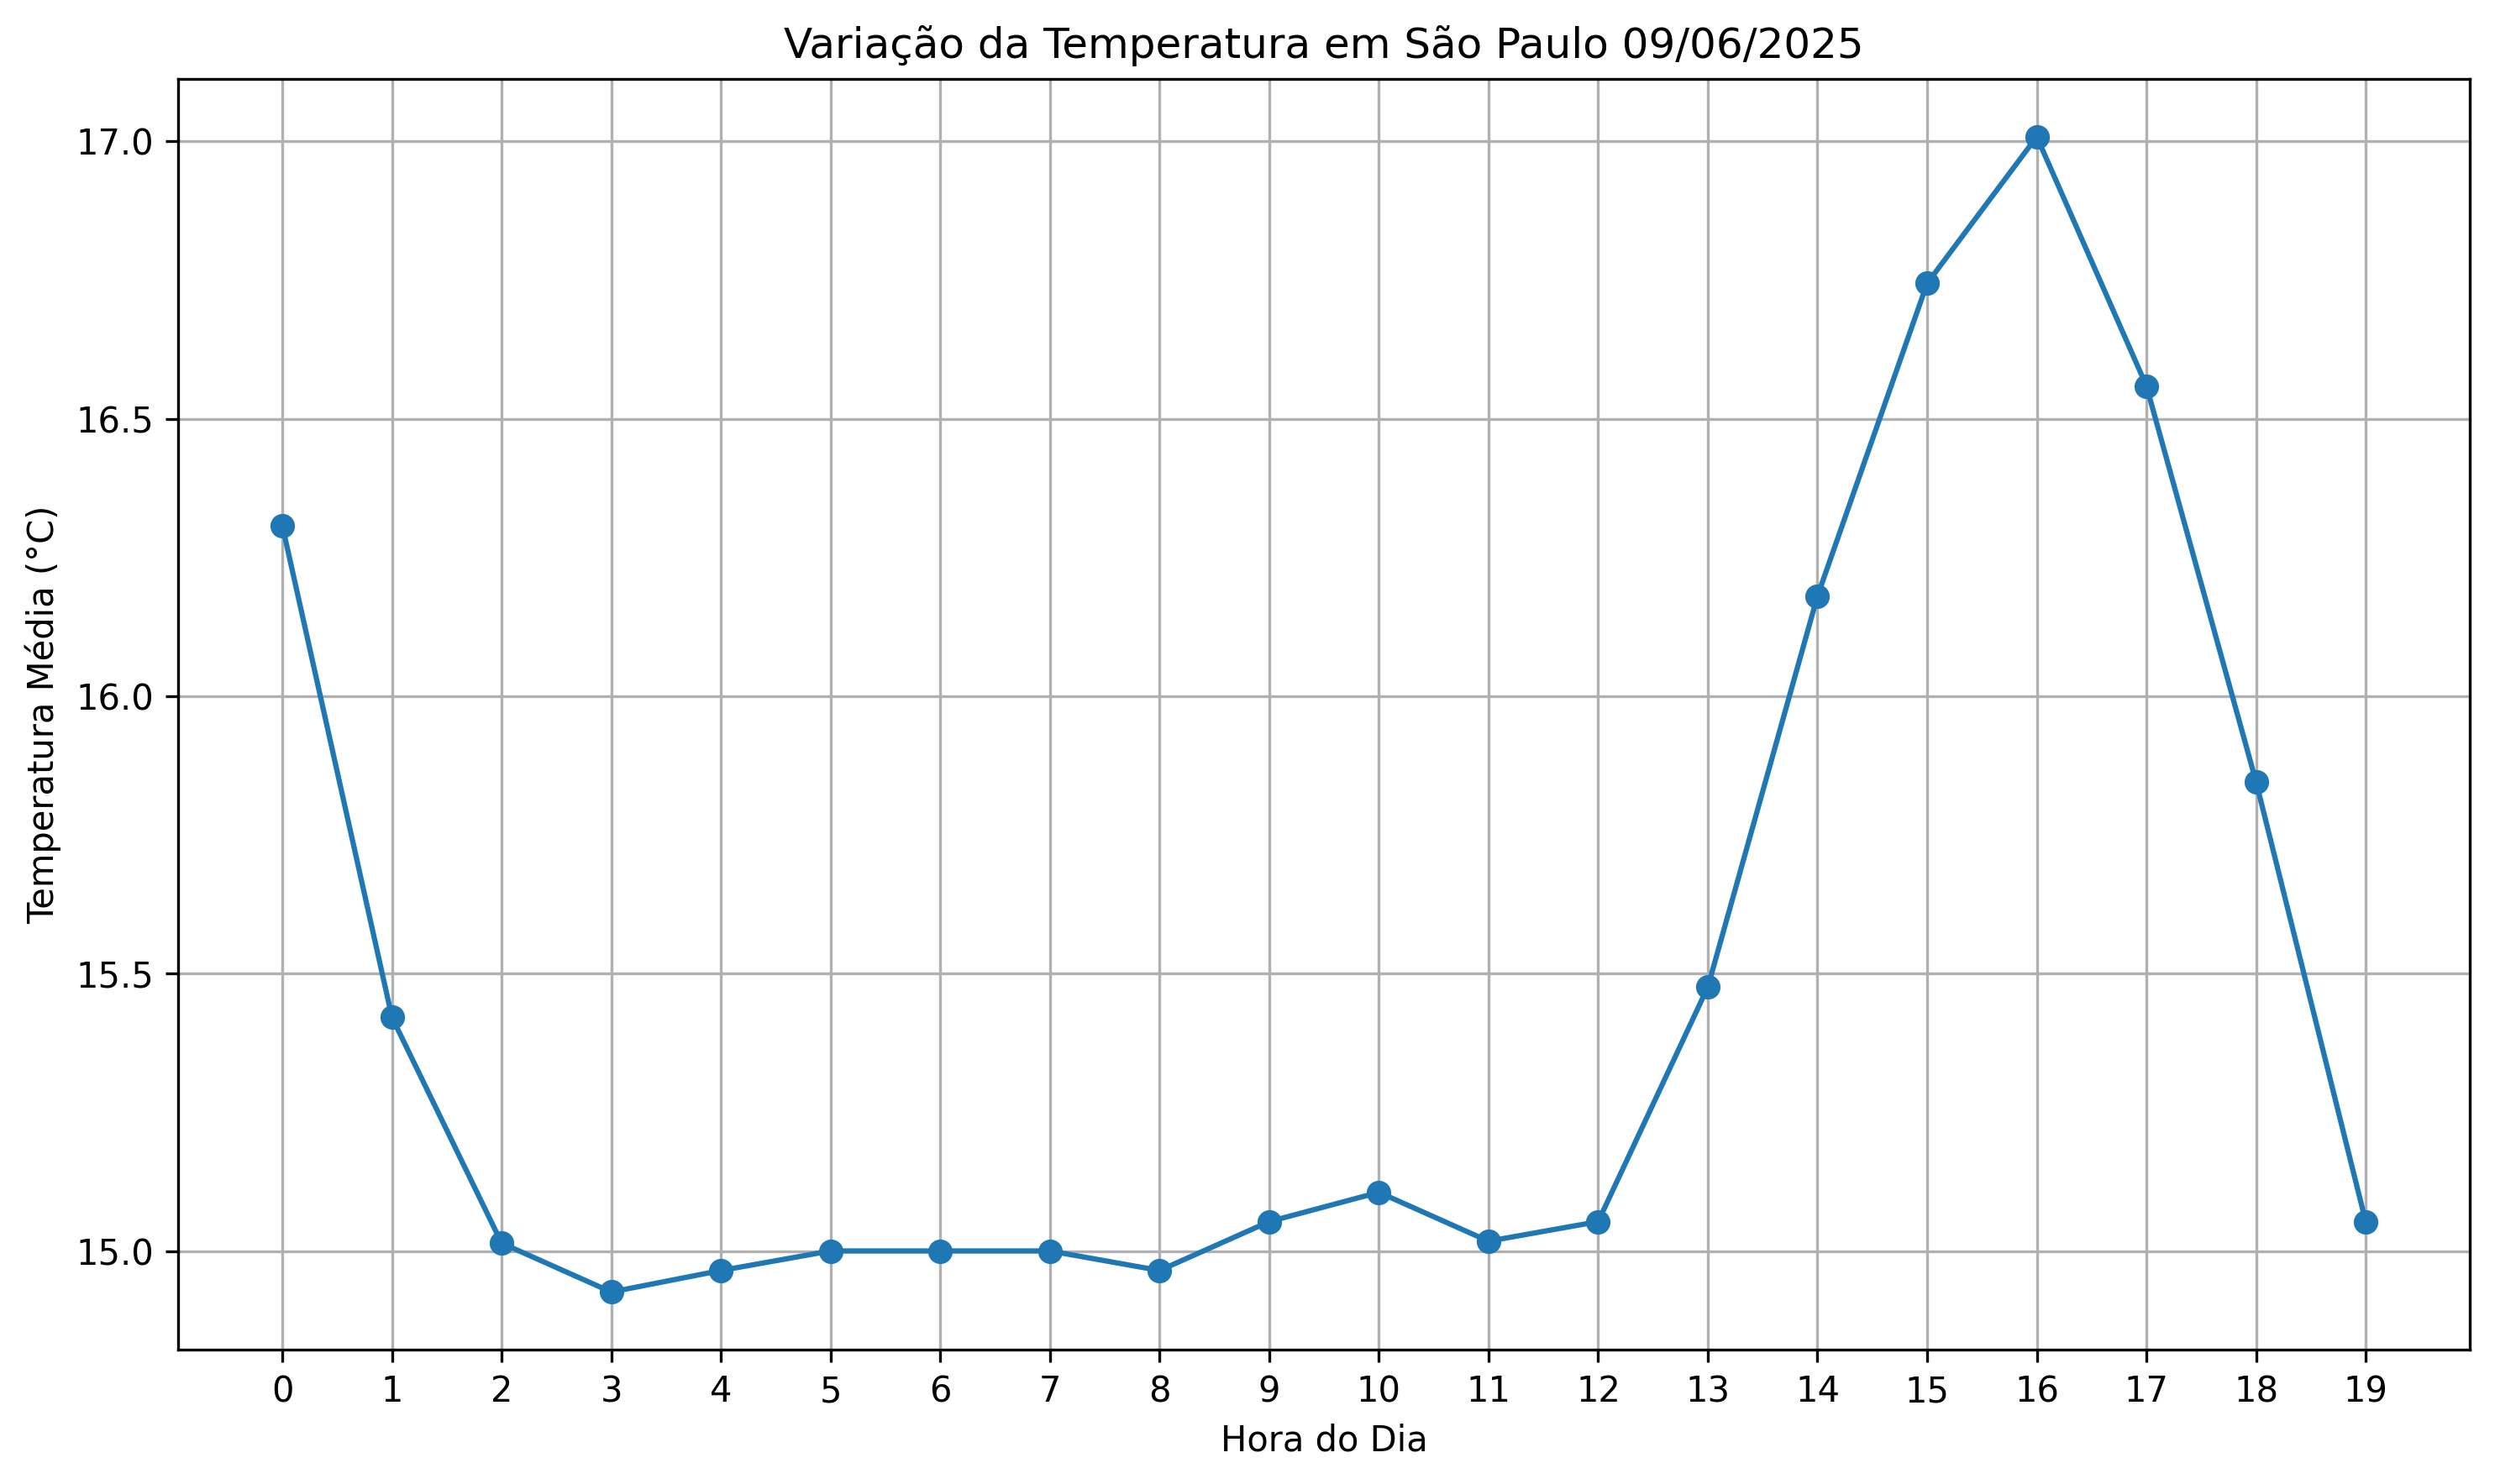 Variação da Temperatura em São Paulo 09/06/2025
Temperatura Média (°C)
17.0
16.5
16.0
15.5
15.0
0 1 2 3 4 5 6 7 8 9 10 11 12 13 14 15 16 17 18 19
Hora do Dia